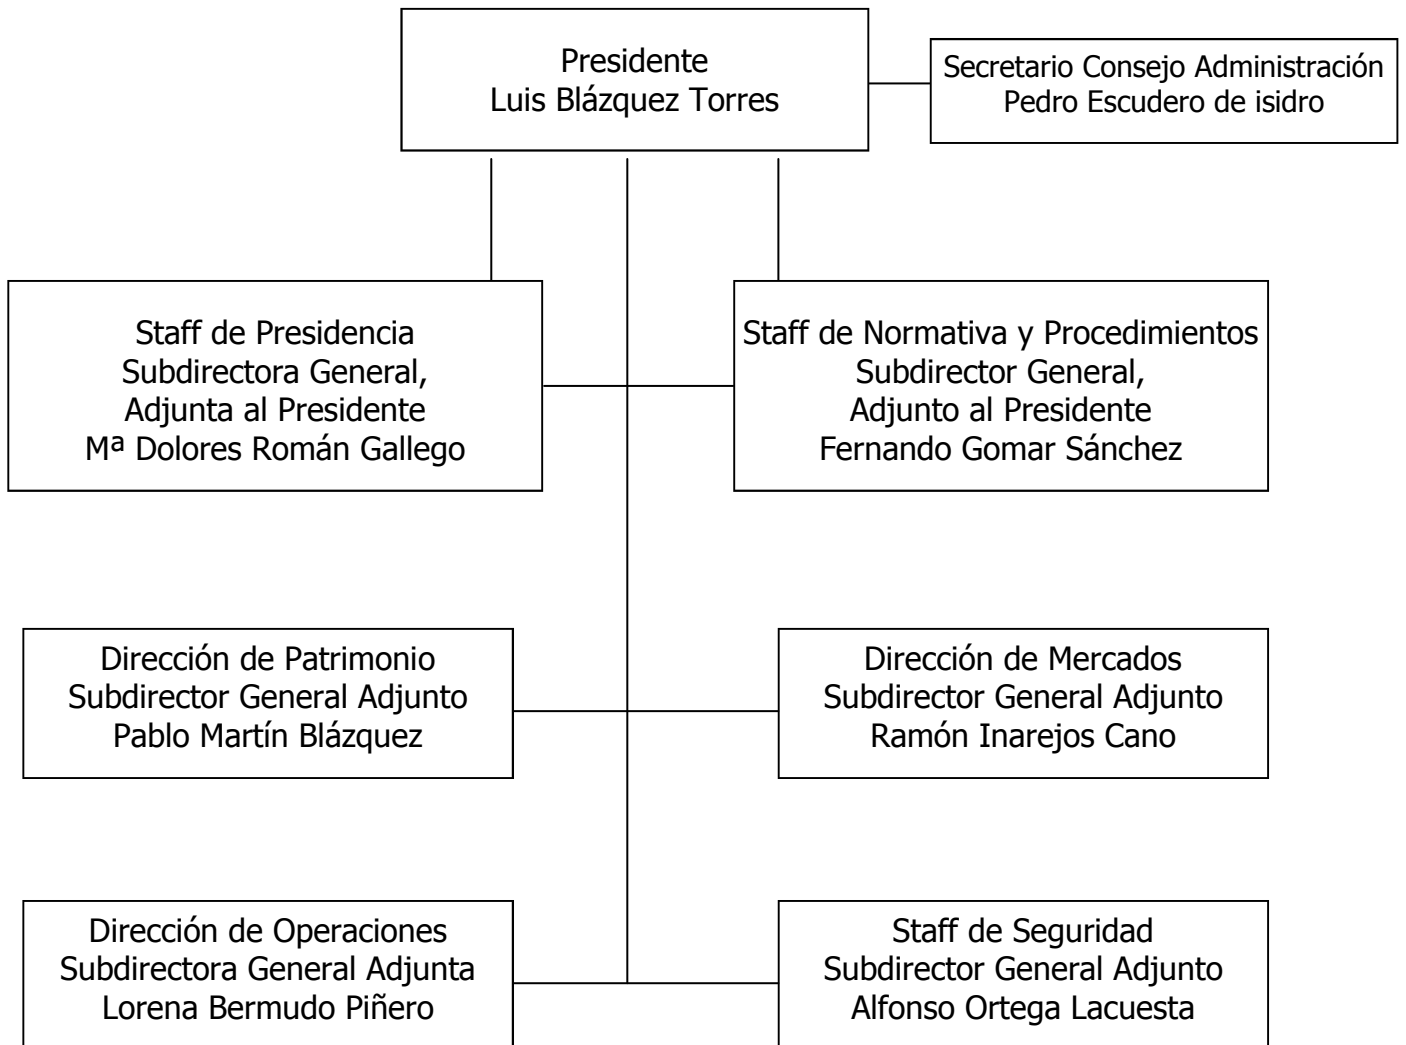 Presidente
Luis Blázquez Torres
Secretario Consejo Administración
Pedro Escudero de isidro
Staff de Presidencia
Subdirectora General,
Adjunta al Presidente
Mª Dolores Román Gallego
Staff de Normativa y Procedimientos
Subdirector General,
Adjunto al Presidente
Fernando Gomar Sánchez
Dirección de Patrimonio
Subdirector General Adjunto
Pablo Martín Blázquez
Dirección de Mercados
Subdirector General Adjunto
Ramón Inarejos Cano
Dirección de Operaciones
Subdirectora General Adjunta
Lorena Bermudo Piñero
Staff de Seguridad
Subdirector General Adjunto
Alfonso Ortega Lacuesta